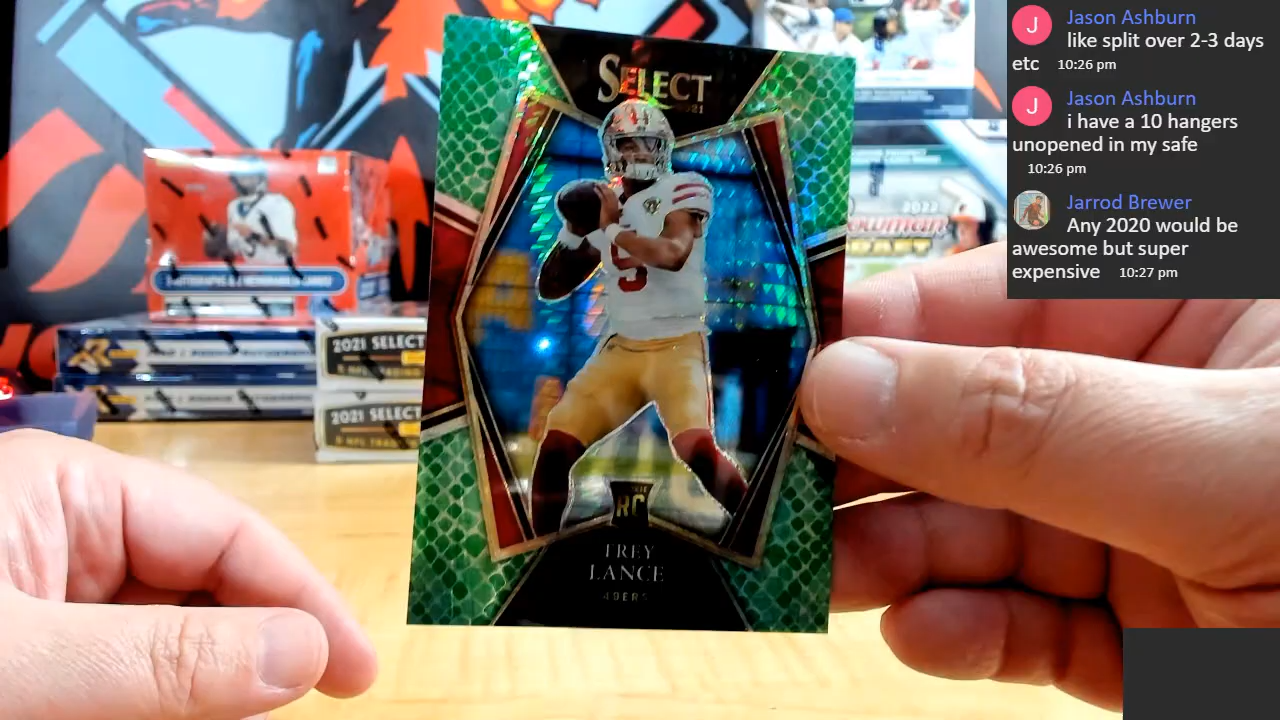 SELECT
2021
RC
TREY
LANCE
49ERS
2021 SELECT
2021 SELECT
2022
J
Jason Ashburn
like split over 2-3 days
etc 10:26 pm
J
Jason Ashburn
i have a 10 hangers
unopened in my safe
10:26 pm
Jarrod Brewer
Any 2020 would be
awesome but super
expensive 10:27 pm